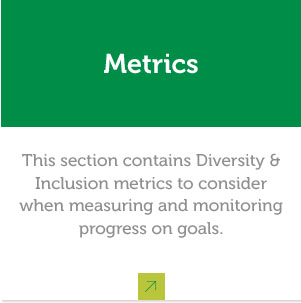 Metrics
This section contains Diversity &
Inclusion metrics to consider
when measuring and monitoring
progress on goals.